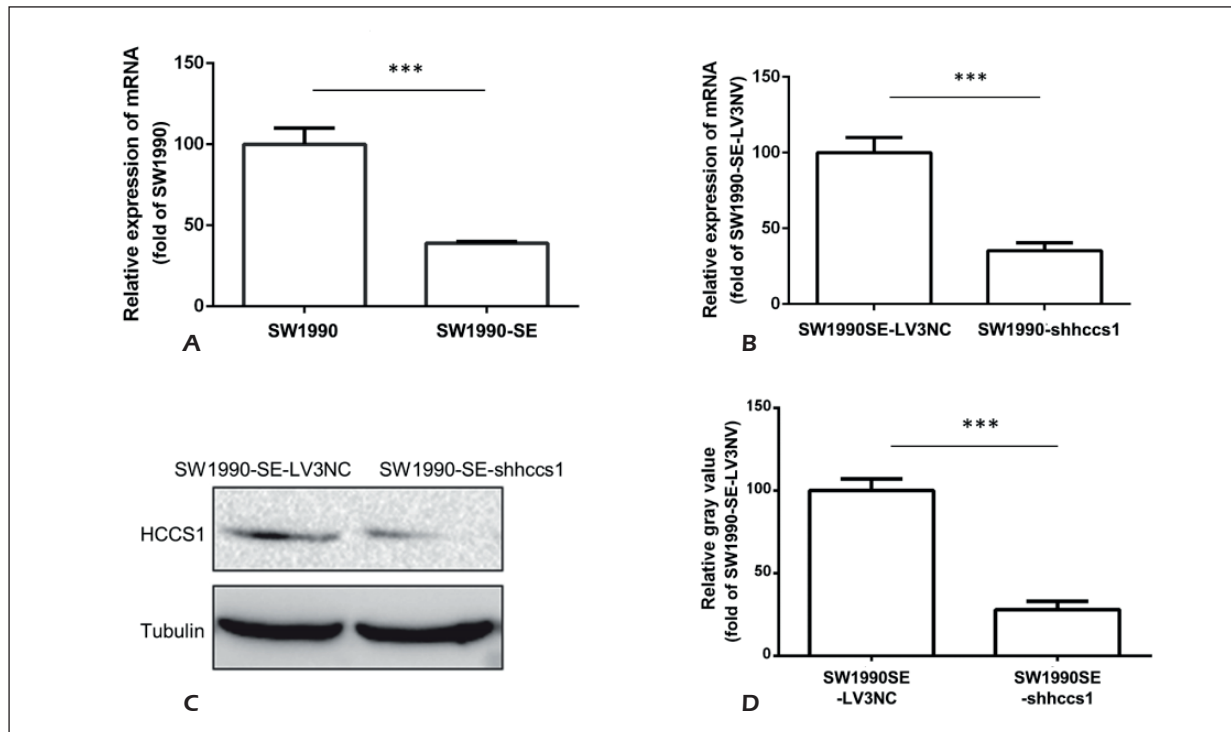 Relative expression of mRNA
(fold of SW1990)
150
100
50
0
***
SW1990
SW1990-SE
A
Relative expression of mRNA
(fold of SW1990-SE-LV3NV)
150
100
50
0
***
SW1990SE-LV3NC
SW1990-shhccs1
B
SW1990-SE-LV3NC
SW1990-SE-shhccs1
HCCS1
Tubulin
C
Relative gray value
(fold of SW1990-SE-LV3NV)
150
100
50
0
***
SW1990SE
-LV3NC
SW1990SE
-shhccs1
D